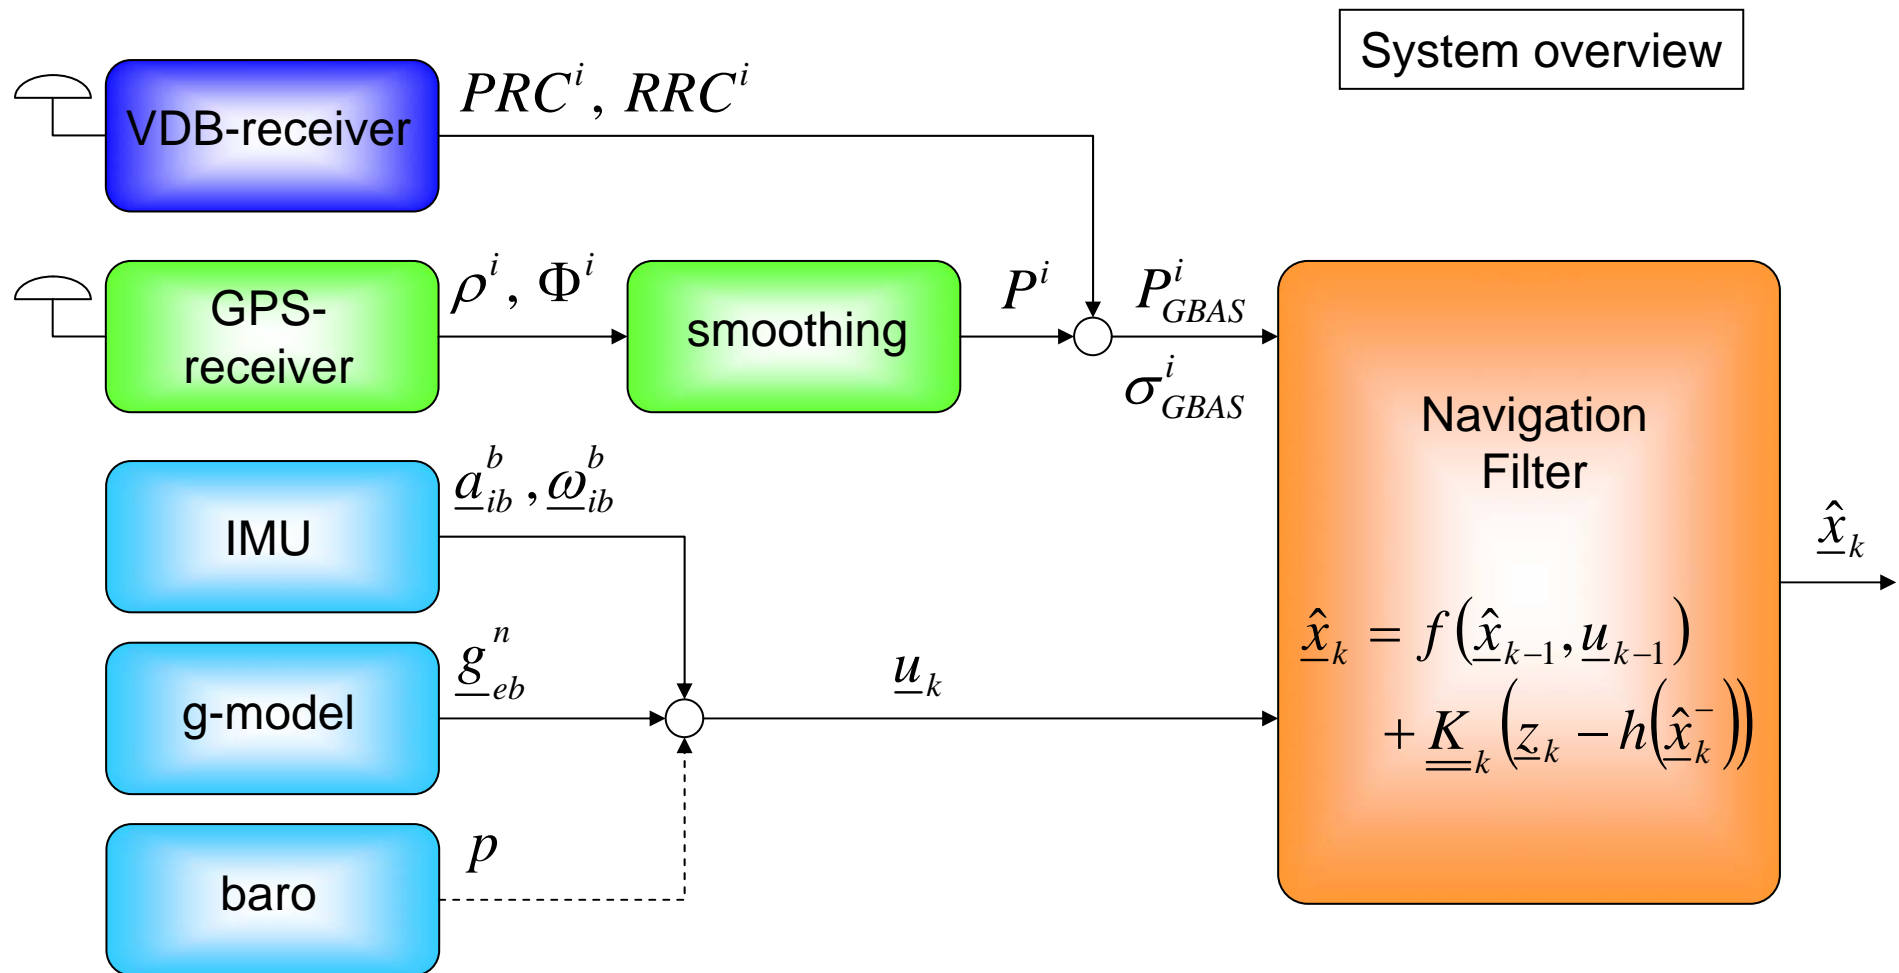 System overview
VDB-receiver
PRC^i, RRC^i
GPS-
receiver
ρ^i, Φ^i
smoothing
P^i
P^i_GBAS
σ^i_GBAS
IMU
a^b_ib, ω^b_ib
g-model
g^n_eb
baro
p
u_k
Navigation
Filter
x̂_k = f(x̂_k−1, u_k−1)
+ K_k(z_k − h(x̂^−_k))
x̂_k